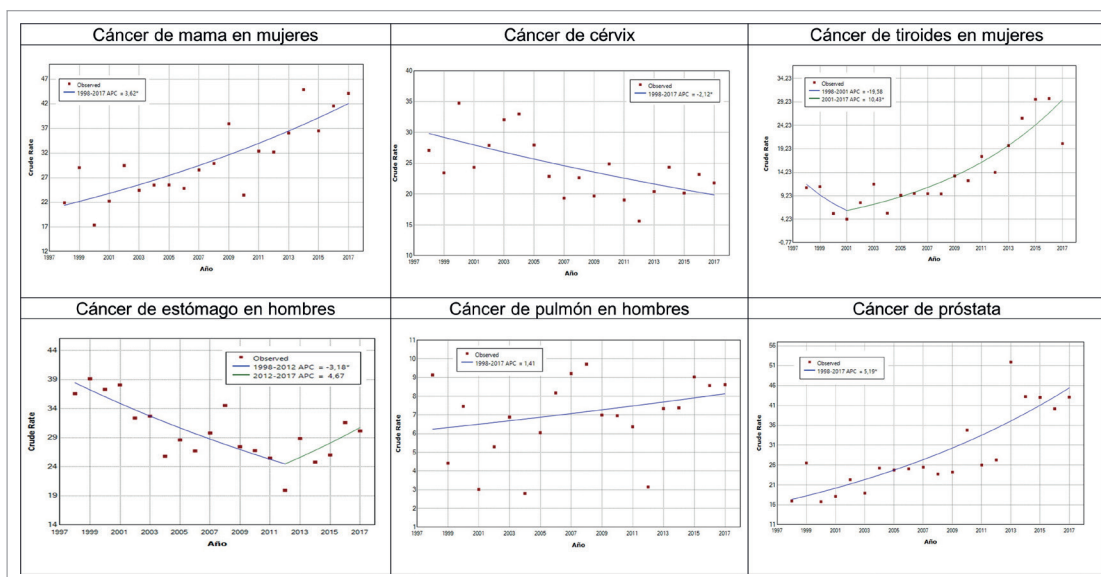 Cáncer de mama en mujeres
Crude Rate
47
42
37
32
27
22
17
12
Observed
1998-2017 APC = 3,62*
1997 1999 2001 2003 2005 2007 2009 2011 2013 2015 2017
Año
Cáncer de cérvix
Crude Rate
40
35
30
25
20
15
10
Observed
1998-2017 APC = -2,12*
1997 1999 2001 2003 2005 2007 2009 2011 2013 2015 2017
Año
Cáncer de tiroides en mujeres
Crude Rate
34,23
29,23
24,23
19,23
14,23
9,23
4,23
-0,77
Observed
1998-2001 APC = -19,58
2001-2017 APC = 10,43*
1997 1999 2001 2003 2005 2007 2009 2011 2013 2015 2017
Año
Cáncer de estómago en hombres
Crude Rate
44
39
34
29
24
19
14
Observed
1998-2012 APC = -3,18*
2012-2017 APC = 4,67
1997 1999 2001 2003 2005 2007 2009 2011 2013 2015 2017
Año
Cáncer de pulmón en hombres
Crude Rate
11
10
9
8
7
6
5
4
3
2
1
Observed
1998-2017 APC = 1,41
1997 1999 2001 2003 2005 2007 2009 2011 2013 2015 2017
Año
Cáncer de próstata
Crude Rate
56
51
46
41
36
31
26
21
16
11
Observed
1998-2017 APC = 5,19*
1997 1999 2001 2003 2005 2007 2009 2011 2013 2015 2017
Año